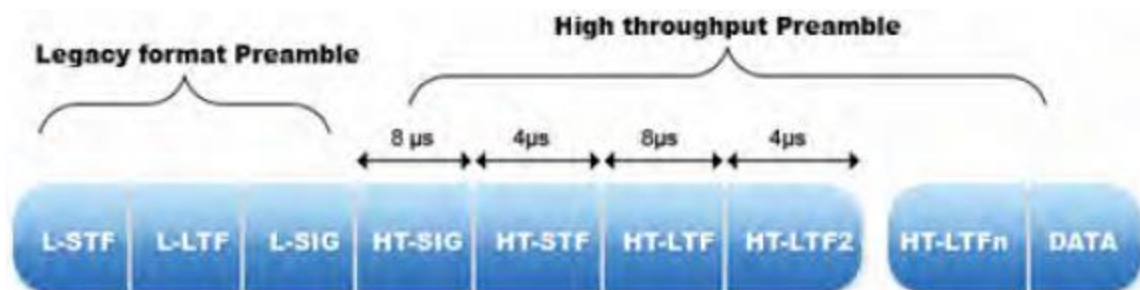 High throughput Preamble
Legacy format Preamble
8 µs 4µs 8µs 4µs
L-STF L-LTF L-SIG HT-SIG HT-STF HT-LTF HT-LTF2 HT-LTFn DATA